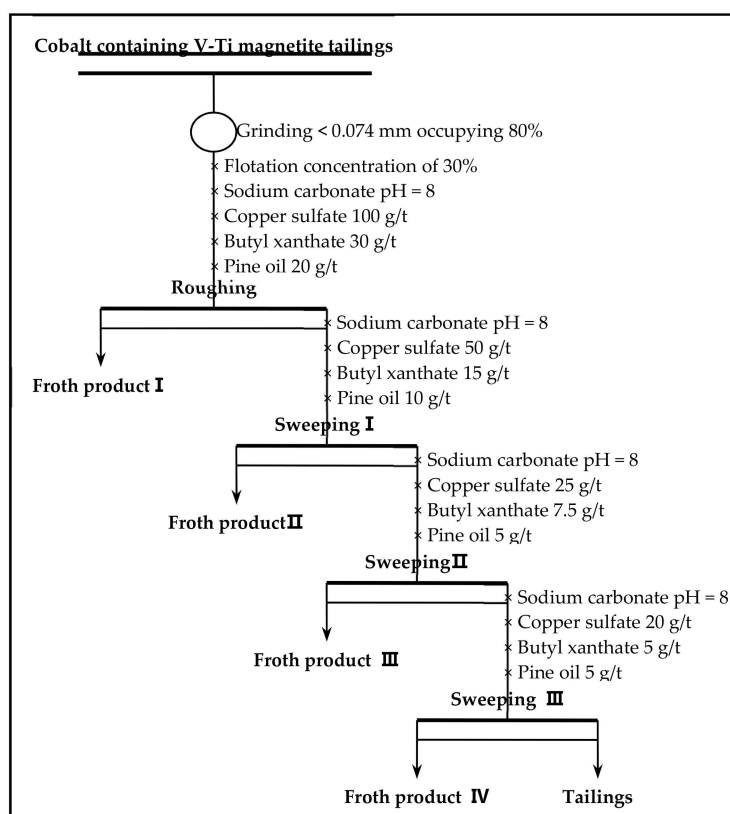 Cobalt containing V-Ti magnetite tailings
Grinding < 0.074 mm occupying 80%
× Flotation concentration of 30%
× Sodium carbonate pH = 8
× Copper sulfate 100 g/t
× Butyl xanthate 30 g/t
× Pine oil 20 g/t
Roughing
× Sodium carbonate pH = 8
× Copper sulfate 50 g/t
× Butyl xanthate 15 g/t
× Pine oil 10 g/t
Froth product I
Sweeping I
× Sodium carbonate pH = 8
× Copper sulfate 25 g/t
× Butyl xanthate 7.5 g/t
× Pine oil 5 g/t
Froth product II
Sweeping II
× Sodium carbonate pH = 8
× Copper sulfate 20 g/t
× Butyl xanthate 5 g/t
× Pine oil 5 g/t
Froth product III
Sweeping III
Froth product IV
Tailings